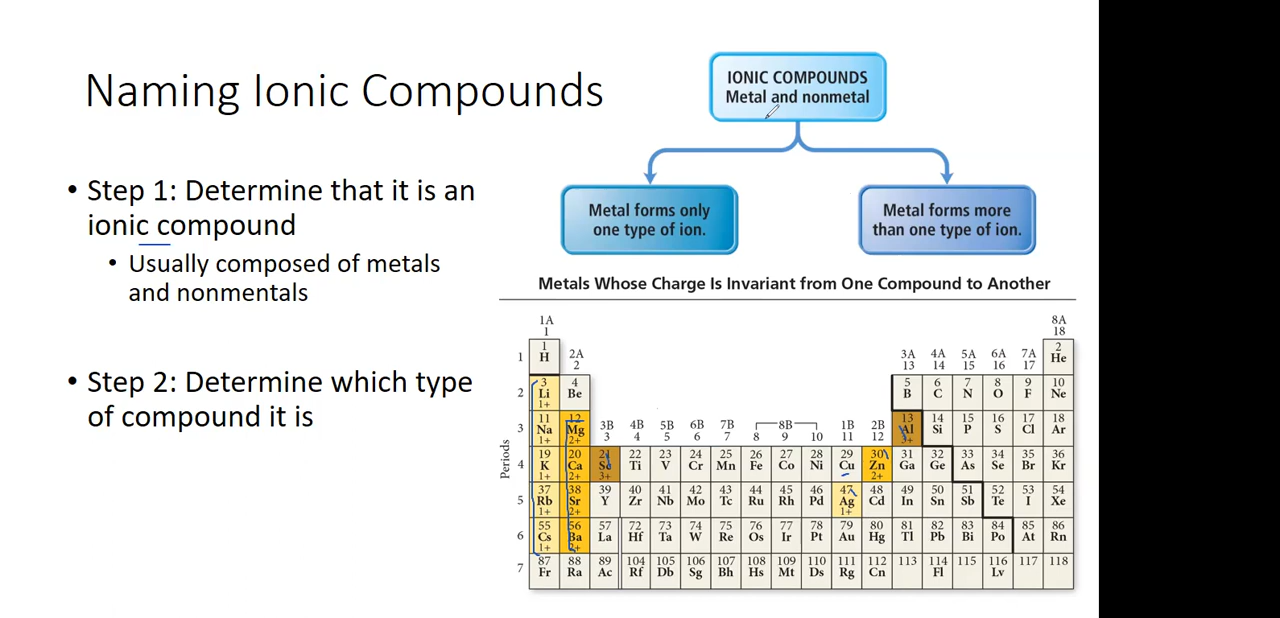 Naming Ionic Compounds
• Step 1: Determine that it is an
ionic compound
• Usually composed of metals
and nonmentals
• Step 2: Determine which type
of compound it is
IONIC COMPOUNDS
Metal and nonmetal
Metal forms only
one type of ion.
Metal forms more
than one type of ion.
Metals Whose Charge Is Invariant from One Compound to Another
1A 8A
1 18
1 1 2
H He
2A 3A 4A 5A 6A 7A
2 13 14 15 16 17
2 3 4 5 6 7 8 9 10
Li Be B C N O F Ne
1+
3B 4B 5B 6B 7B 8B 1B 2B
3 4 5 6 7 8 9 10 11 12
3 11 12 13 14 15 16 17 18
Na Mg Al Si P S Cl Ar
1+ 2+ 3+
Periods
4 19 20 21 22 23 24 25 26 27 28 29 30 31 32 33 34 35 36
K Ca Sc Ti V Cr Mn Fe Co Ni Cu Zn Ga Ge As Se Br Kr
1+ 2+ 3+ 2+
5 37 38 39 40 41 42 43 44 45 46 47 48 49 50 51 52 53 54
Rb Sr Y Zr Nb Mo Tc Ru Rh Pd Ag Cd In Sn Sb Te I Xe
1+ 2+ 1+
6 55 56 57 72 73 74 75 76 77 78 79 80 81 82 83 84 85 86
Cs Ba La Hf Ta W Re Os Ir Pt Au Hg Tl Pb Bi Po At Rn
1+ 2+
7 87 88 89 104 105 106 107 108 109 110 111 112 113 114 115 116 117 118
Fr Ra Ac Rf Db Sg Bh Hs Mt Ds Rg Cn Fl Lv